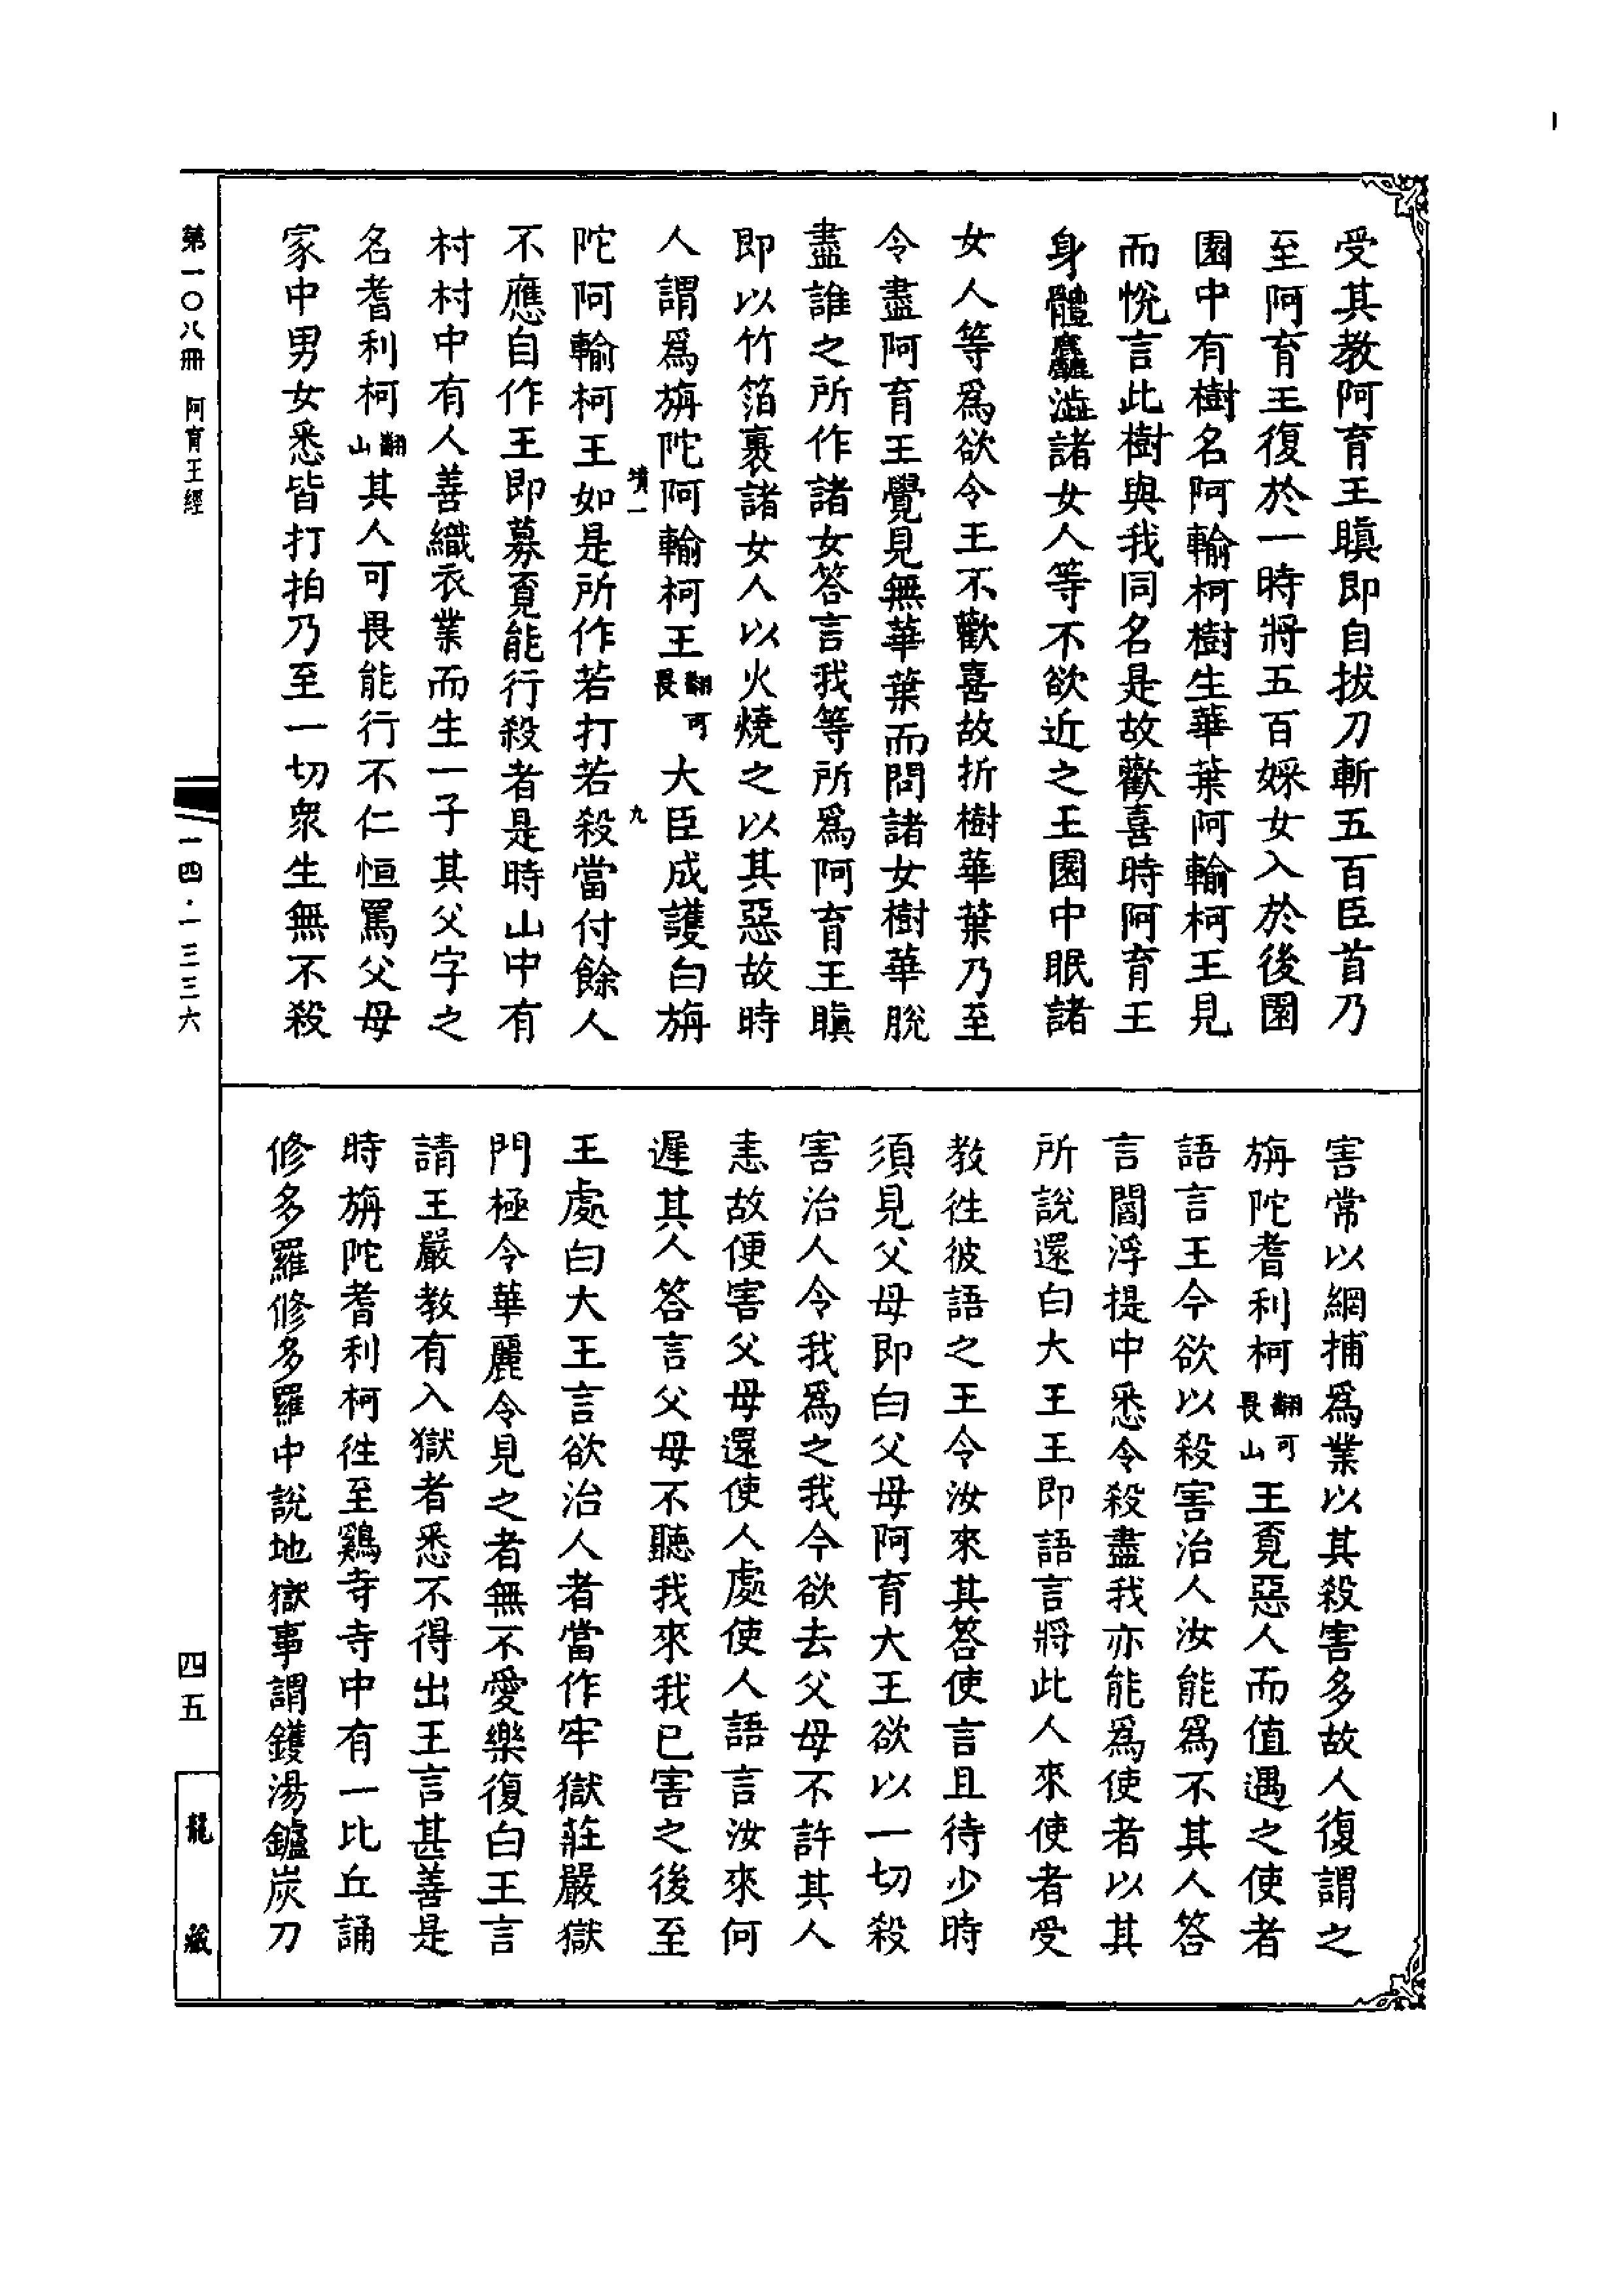 受其教阿育王瞋即自拔刀斬五百臣首乃
至阿育王復於一時將五百婇女入於後園
園中有樹名阿輸柯樹生華葉阿輸柯王見
而悅言此樹與我同名是故歡喜時阿育王
身體麤澁諸女人等不欲近之王園中眠諸
女人等爲欲令王不歡喜故折樹華葉乃至
令盡阿育王覺見無華葉而問諸女樹華脫
盡誰之所作諸女答言我等所爲阿育王瞋
即以竹箔裹諸女人以火燒之以其惡故時
人謂爲旃陀阿輸柯王翻可畏大臣成護白旃
墳一
九
陀阿輸柯王如是所作若打若殺當付餘人
不應自作王即募覔能行殺者是時山中有
村村中有人善織衣業而生一子其父字之
名耆利柯翻山其人可畏能行不仁恒罵父母
家中男女悉皆打拍乃至一切衆生無不殺
害常以網捕爲業以其殺害多故人復謂之
旃陀耆利柯翻可畏山王覔惡人而值遇之使者
語言王今欲以殺害治人汝能爲不其人答
言閻浮提中悉令殺盡我亦能爲使者以其
所說還白大王王即語言將此人來使者受
教徃彼語之王令汝來其答使言且待少時
須見父母即白父母阿育大王欲以一切殺
害治人令我爲之我今欲去父母不許其人
恚故便害父母還使人處使人語言汝來何
遲其人答言父母不聽我來我已害之後至
王處白大王言欲治人者當作牢獄莊嚴獄
門極令華麗令見之者無不愛樂復白王言
請王嚴教有入獄者悉不得出王言甚善是
時旃陀耆利柯徃至鷄寺寺中有一比丘誦
修多羅修多羅中說地獄事謂鑊湯鑪炭刀
第一〇八冊 阿育王經
一四·一三三六
四五
龍藏